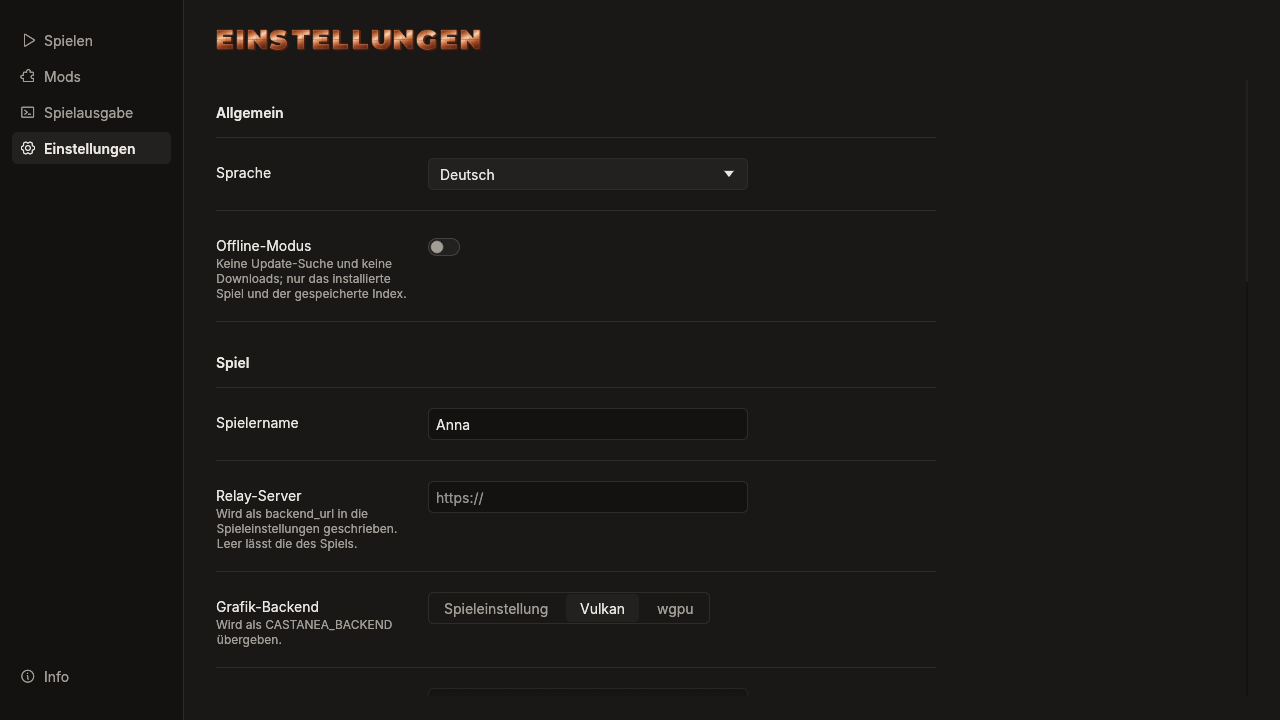 Spielen
Mods
Spielausgabe
Einstellungen
Info
EINSTELLUNGEN
Allgemein
Sprache
Deutsch
Offline-Modus
Keine Update-Suche und keine
Downloads; nur das installierte
Spiel und der gespeicherte Index.
Spiel
Spielername
Anna
Relay-Server
https://
Wird als backend_url in die
Spieleinstellungen geschrieben.
Leer lässt die des Spiels.
Grafik-Backend
Spieleinstellung Vulkan wgpu
Wird als CASTANEA_BACKEND
übergeben.